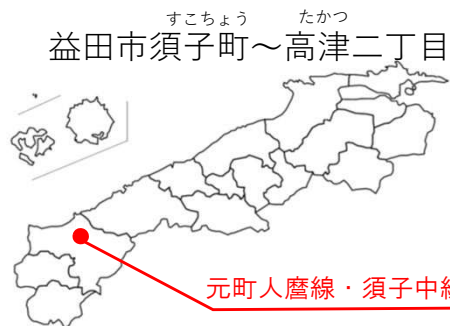 すこちょう たかつ
益田市須子町～高津二丁目
元町人麿線・須子中線